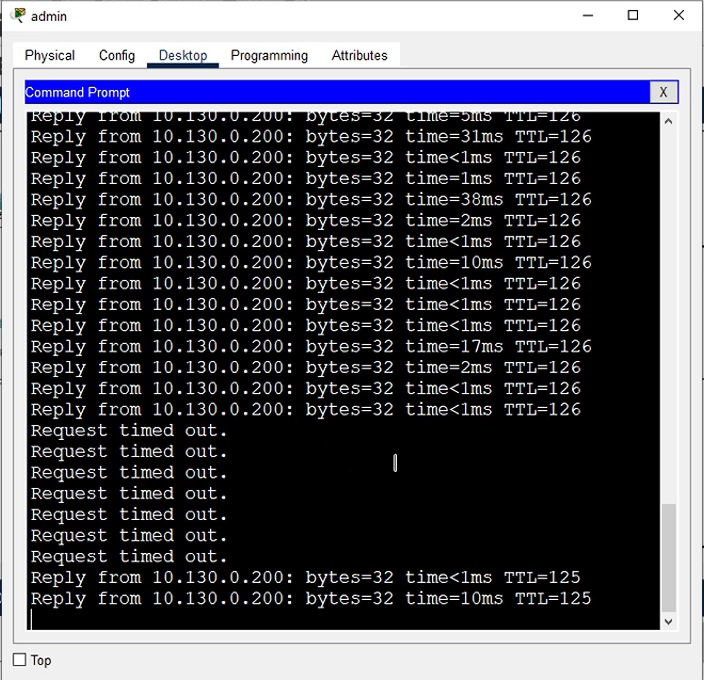 admin
Physical Config Desktop Programming Attributes
Command Prompt X
Reply from 10.130.0.200: bytes=32 time=5ms TTL=126
Reply from 10.130.0.200: bytes=32 time=31ms TTL=126
Reply from 10.130.0.200: bytes=32 time<1ms TTL=126
Reply from 10.130.0.200: bytes=32 time=1ms TTL=126
Reply from 10.130.0.200: bytes=32 time=38ms TTL=126
Reply from 10.130.0.200: bytes=32 time=2ms TTL=126
Reply from 10.130.0.200: bytes=32 time<1ms TTL=126
Reply from 10.130.0.200: bytes=32 time=10ms TTL=126
Reply from 10.130.0.200: bytes=32 time<1ms TTL=126
Reply from 10.130.0.200: bytes=32 time<1ms TTL=126
Reply from 10.130.0.200: bytes=32 time<1ms TTL=126
Reply from 10.130.0.200: bytes=32 time=17ms TTL=126
Reply from 10.130.0.200: bytes=32 time=2ms TTL=126
Reply from 10.130.0.200: bytes=32 time<1ms TTL=126
Reply from 10.130.0.200: bytes=32 time<1ms TTL=126
Request timed out.
Request timed out.
Request timed out.
Request timed out.
Request timed out.
Request timed out.
Request timed out.
Reply from 10.130.0.200: bytes=32 time<1ms TTL=125
Reply from 10.130.0.200: bytes=32 time=10ms TTL=125
Top